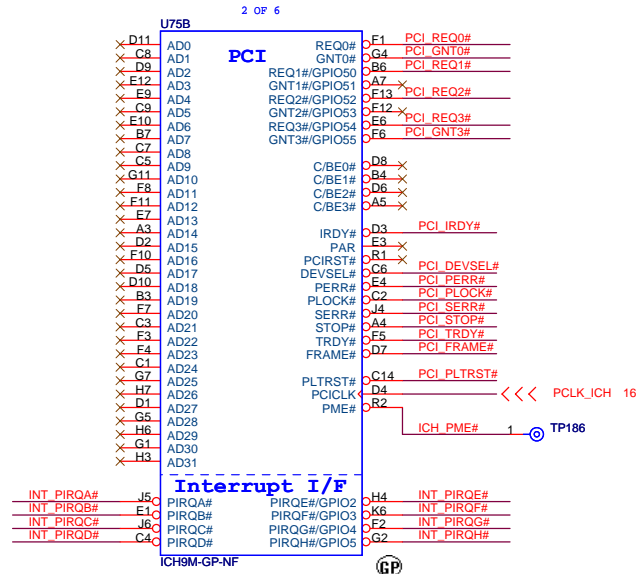 2 OF 6
U75B
PCI
D11 AD0 REQ0# F1 PCI_REQ0#
C8 AD1 GNT0# G4 PCI_GNT0#
D9 AD2 REQ1#/GPIO50 B6 PCI_REQ1#
E12 AD3 GNT1#/GPIO51 A7
E9 AD4 REQ2#/GPIO52 F13 PCI_REQ2#
C9 AD5 GNT2#/GPIO53 F12
E10 AD6 REQ3#/GPIO54 E6 PCI_REQ3#
B7 AD7 GNT3#/GPIO55 F6 PCI_GNT3#
C7 AD8
C5 AD9 C/BE0# D8
G11 AD10 C/BE1# B4
F8 AD11 C/BE2# D6
F11 AD12 C/BE3# A5
E7 AD13
A3 AD14 IRDY# D3 PCI_IRDY#
D2 AD15 PAR E3
F10 AD16 PCIRST# R1
D5 AD17 DEVSEL# C6 PCI_DEVSEL#
D10 AD18 PERR# E4 PCI_PERR#
B3 AD19 PLOCK# C2 PCI_PLOCK#
F7 AD20 SERR# J4 PCI_SERR#
C3 AD21 STOP# A4 PCI_STOP#
F3 AD22 TRDY# F5 PCI_TRDY#
F4 AD23 FRAME# D7 PCI_FRAME#
C1 AD24
G7 AD25 PLTRST# C14 PCI_PLTRST#
H7 AD26 PCICLK D4 PCLK_ICH 16
D1 AD27 PME# R2
G5 AD28
H6 AD29 ICH_PME# 1 TP186
G1 AD30
H3 AD31
Interrupt I/F
INT_PIRQA# J5 PIRQA# PIRQE#/GPIO2 H4 INT_PIRQE#
INT_PIRQB# E1 PIRQB# PIRQF#/GPIO3 K6 INT_PIRQF#
INT_PIRQC# J6 PIRQC# PIRQG#/GPIO4 F2 INT_PIRQG#
INT_PIRQD# C4 PIRQD# PIRQH#/GPIO5 G2 INT_PIRQH#
ICH9M-GP-NF
GP